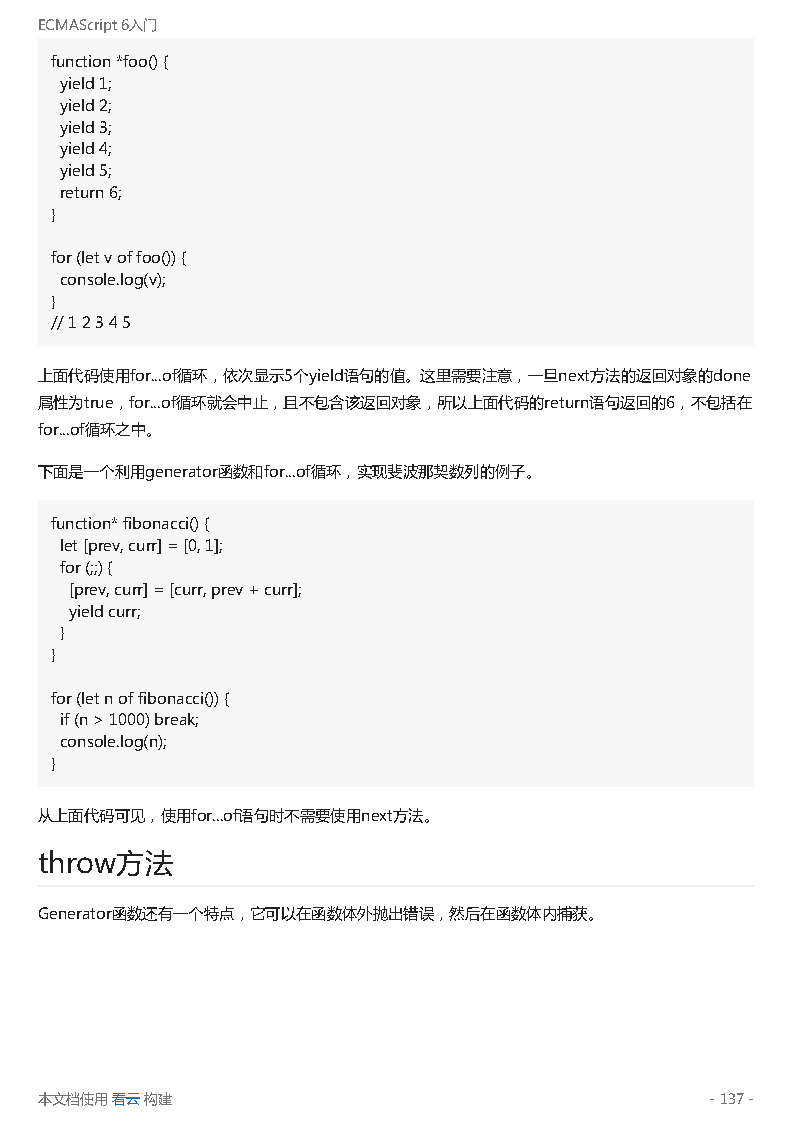 ECMAScript 6入门
function *foo() {
  yield 1;
  yield 2;
  yield 3;
  yield 4;
  yield 5;
  return 6;
}

for (let v of foo()) {
  console.log(v);
}
// 1 2 3 4 5
上面代码使用for...of循环，依次显示5个yield语句的值。这里需要注意，一旦next方法的返回对象的done
属性为true，for...of循环就会中止，且不包含该返回对象，所以上面代码的return语句返回的6，不包括在
for...of循环之中。
下面是一个利用generator函数和for...of循环，实现斐波那契数列的例子。
function* fibonacci() {
  let [prev, curr] = [0, 1];
  for (;;) {
    [prev, curr] = [curr, prev + curr];
    yield curr;
  }
}

for (let n of fibonacci()) {
  if (n > 1000) break;
  console.log(n);
}
从上面代码可见，使用for...of语句时不需要使用next方法。
throw方法
Generator函数还有一个特点，它可以在函数体外抛出错误，然后在函数体内捕获。
本文档使用 看云 构建
- 137 -